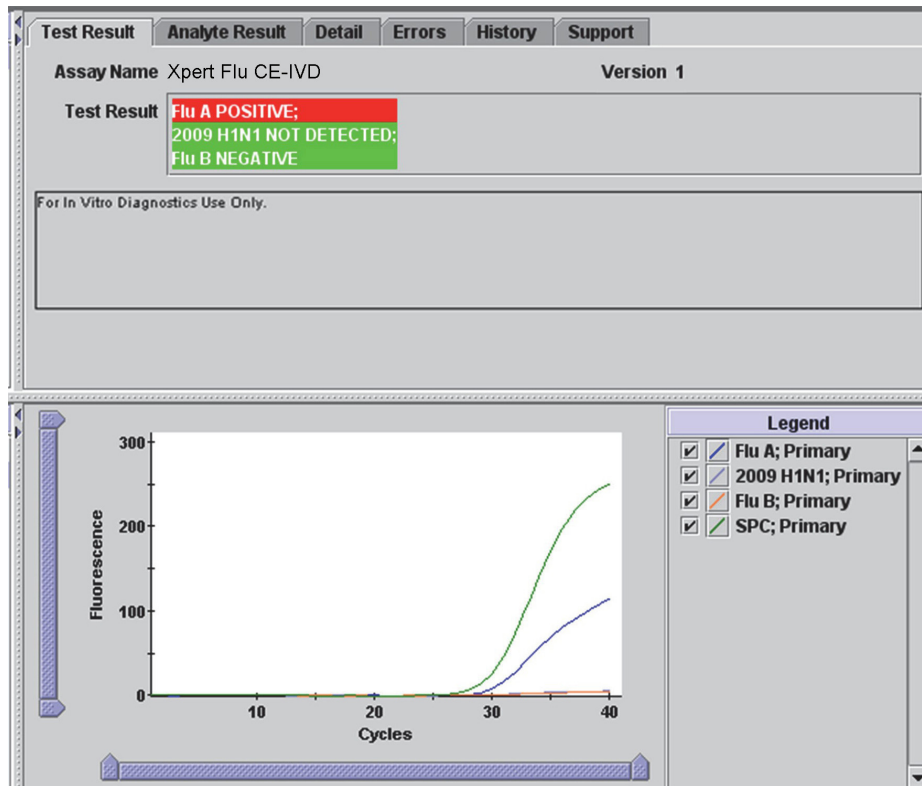 Test Result Analyte Result Detail Errors History Support
Assay Name Xpert Flu CE-IVD Version 1
Test Result Flu A POSITIVE;
2009 H1N1 NOT DETECTED;
Flu B NEGATIVE
For In Vitro Diagnostics Use Only.
Legend
Flu A; Primary
2009 H1N1; Primary
Flu B; Primary
SPC; Primary
300
200
100
0
Fluorescence
10 20 30 40
Cycles